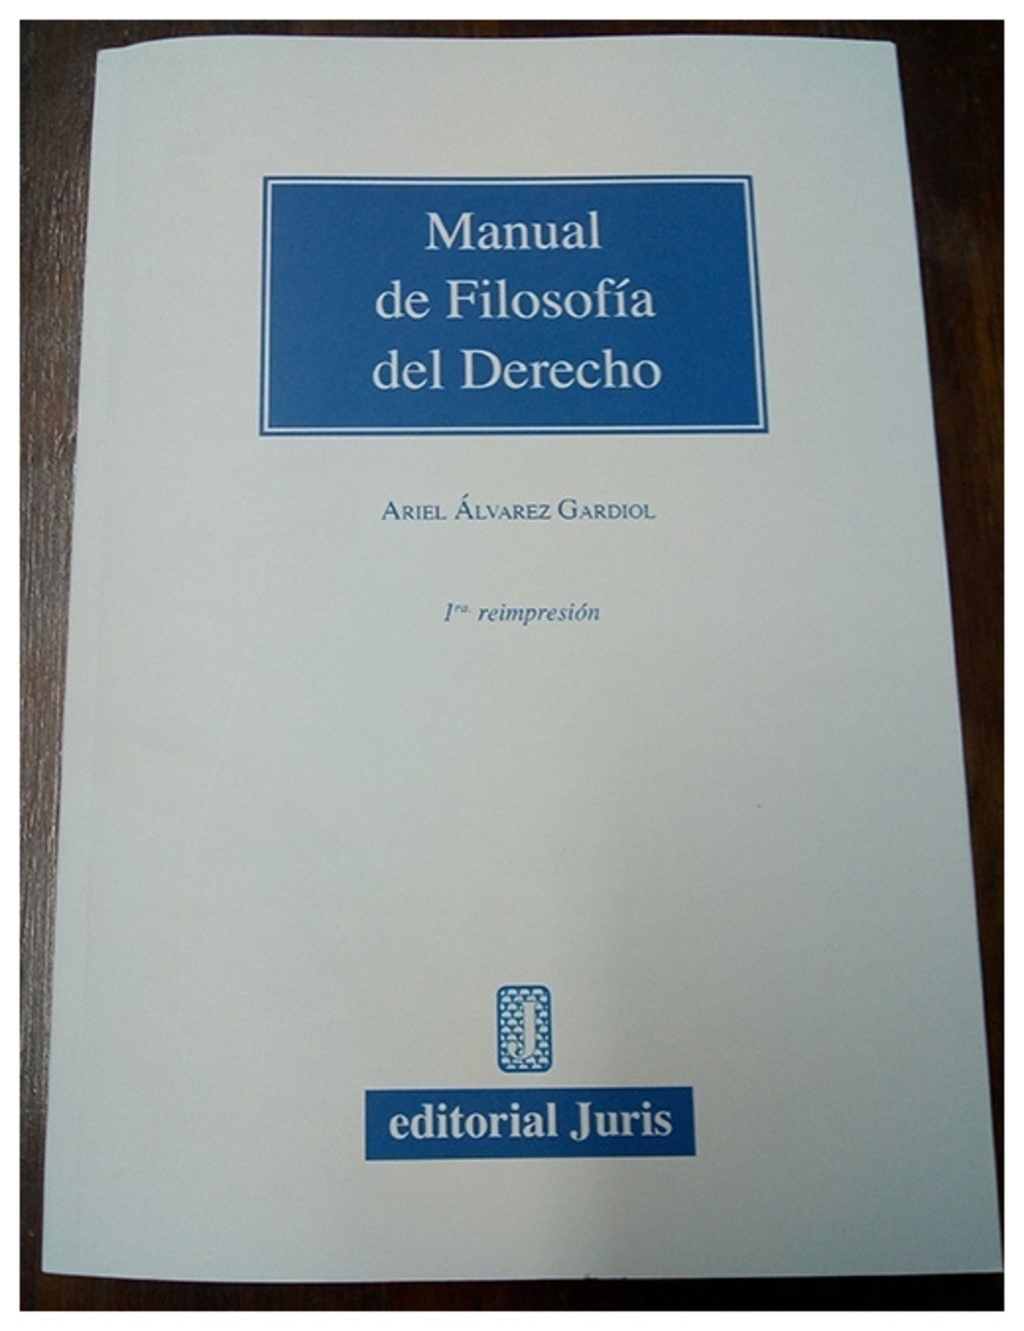 Manual
de Filosofía
del Derecho
ARIEL ÁLVAREZ GARDIOL
1ra. reimpresión
J
editorial Juris